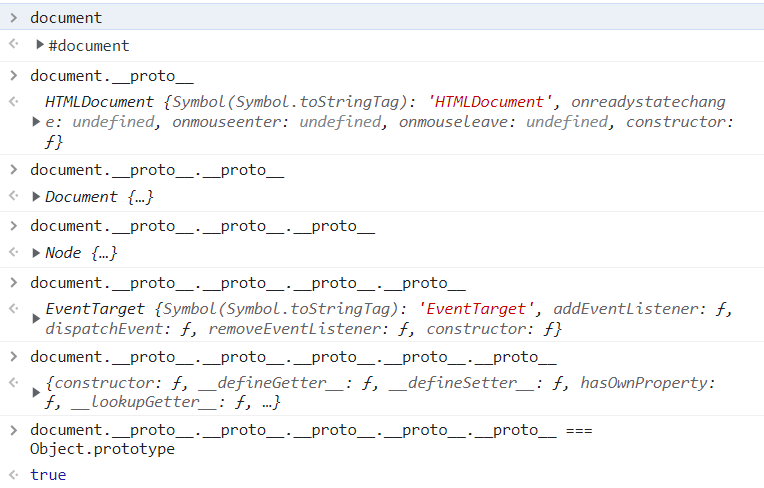 document
#document
document.__proto__
HTMLDocument {Symbol(Symbol.toStringTag): 'HTMLDocument', onreadystatechang
e: undefined, onmouseenter: undefined, onmouseleave: undefined, constructor:
ƒ}
document.__proto__.__proto__
Document {…}
document.__proto__.__proto__.__proto__
Node {…}
document.__proto__.__proto__.__proto__.__proto__
EventTarget {Symbol(Symbol.toStringTag): 'EventTarget', addEventListener: ƒ,
dispatchEvent: ƒ, removeEventListener: ƒ, constructor: ƒ}
document.__proto__.__proto__.__proto__.__proto__.__proto__
{constructor: ƒ, __defineGetter__: ƒ, __defineSetter__: ƒ, hasOwnProperty:
ƒ, __lookupGetter__: ƒ, …}
document.__proto__.__proto__.__proto__.__proto__.__proto__ ===
Object.prototype
true